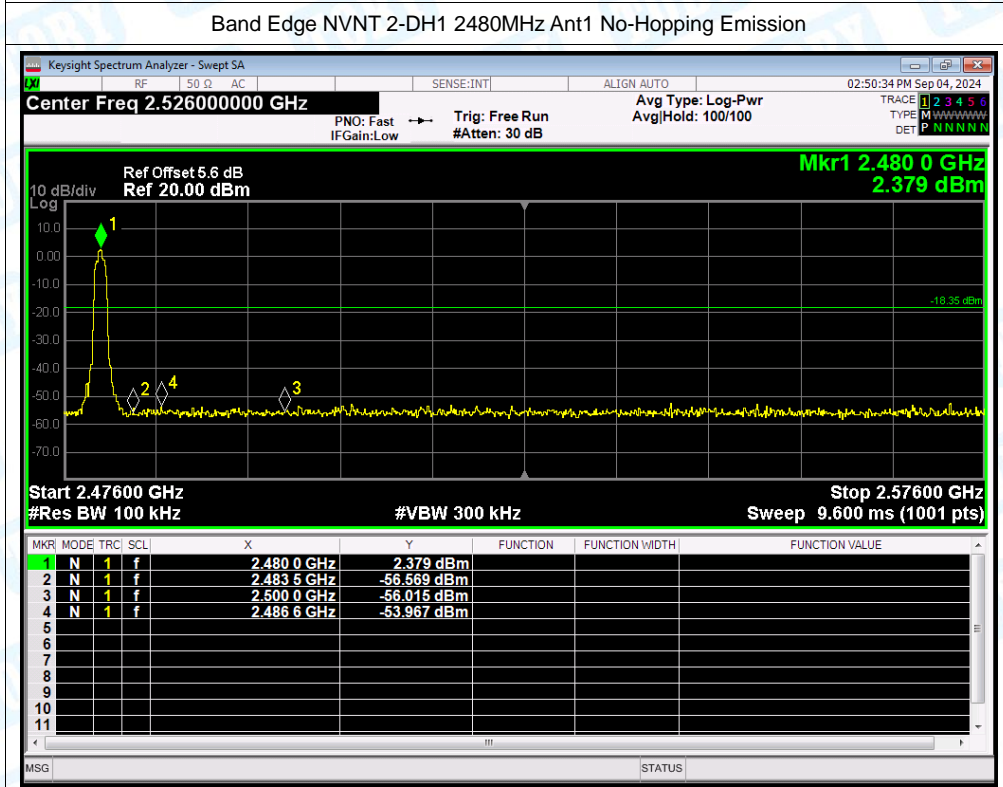 Band Edge NVNT 2-DH1 2480MHz Ant1 No-Hopping Emission
Keysight Spectrum Analyzer - Swept SA
LXI RF 50 Ω AC SENSE:INT ALIGN AUTO 02:50:34 PM Sep 04, 2024
Center Freq 2.526000000 GHz
PNO: Fast
IFGain:Low
Trig: Free Run
#Atten: 30 dB
Avg Type: Log-Pwr
Avg|Hold: 100/100
TRACE 1 2 3 4 5 6
TYPE M WWWWW
DET P N N N N N
Mkr1 2.480 0 GHz
2.379 dBm
Ref Offset 5.6 dB
10 dB/div Ref 20.00 dBm
Log
10.0
0.00
-10.0
-20.0
-30.0
-40.0
-50.0
-60.0
-70.0
1
2
4
3
-18.35 dBm
Start 2.47600 GHz Stop 2.57600 GHz
#Res BW 100 kHz #VBW 300 kHz Sweep 9.600 ms (1001 pts)
MKR MODE TRC SCL X Y FUNCTION FUNCTION WIDTH FUNCTION VALUE
1 N 1 f 2.480 0 GHz 2.379 dBm
2 N 1 f 2.483 5 GHz -56.569 dBm
3 N 1 f 2.500 0 GHz -56.015 dBm
4 N 1 f 2.486 6 GHz -53.967 dBm
5
6
7
8
9
10
11
MSG STATUS